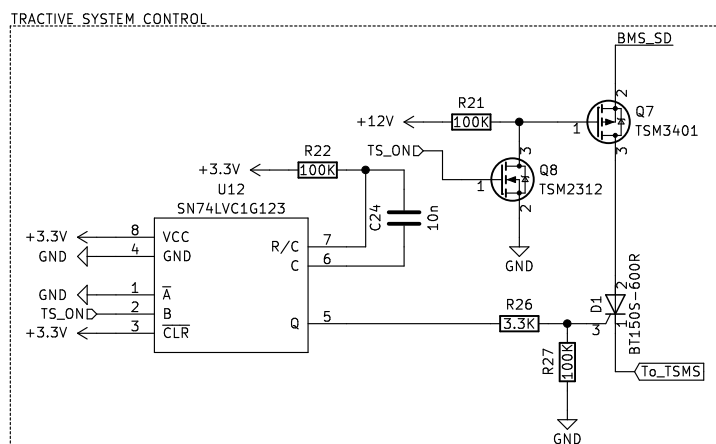 TRACTIVE SYSTEM CONTROL
BMS_SD
2
R21
Q7
+12V
100K
1
TSM3401
TS_ON
3
3
R22
Q8
+3.3V
100K
1
TSM2312
U12
2
SN74LVC1G123
C24
10n
GND
+3.3V
8
VCC
R/C
7
GND
4
GND
C
6
2
D1
BT150S-600R
GND
1
A
R26
TS_ON
2
B
Q
5
3.3K
3
1
+3.3V
3
CLR
R27
100K
To_TSMS
GND